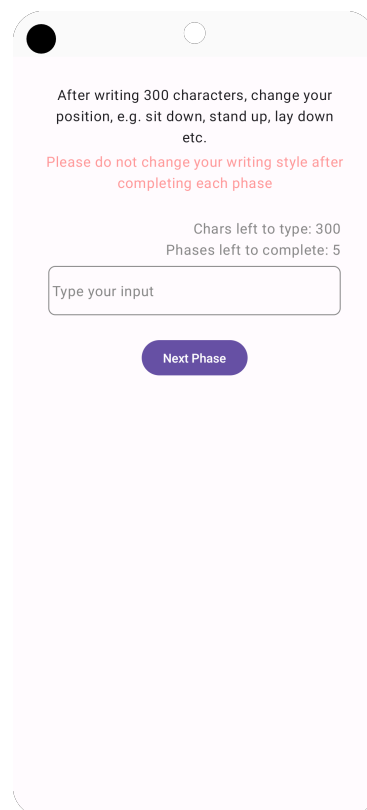 After writing 300 characters, change your
position, e.g. sit down, stand up, lay down
etc.
Please do not change your writing style after
completing each phase
Chars left to type: 300
Phases left to complete: 5
Type your input
Next Phase